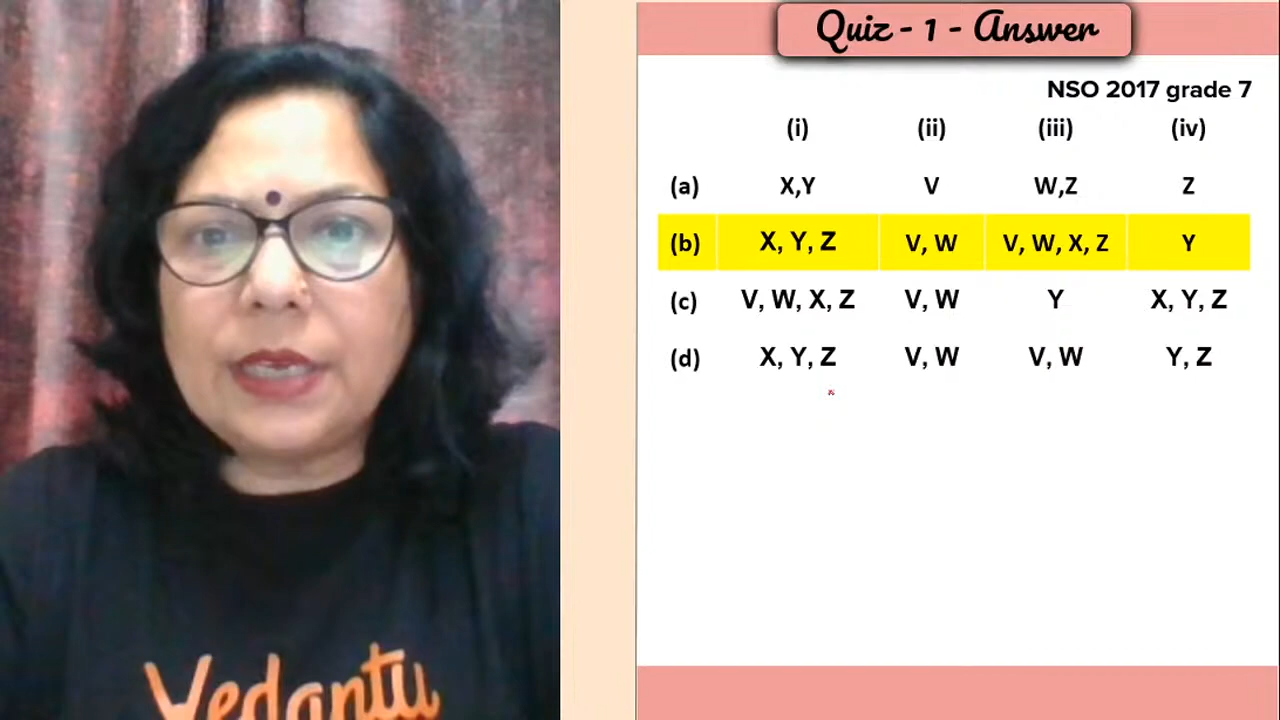 Quiz - 1 - Answer
NSO 2017 grade 7
(i) (ii) (iii) (iv)
(a) X,Y V W,Z Z
(b) X, Y, Z V, W V, W, X, Z Y
(c) V, W, X, Z V, W Y X, Y, Z
(d) X, Y, Z V, W V, W Y, Z
Vedantu